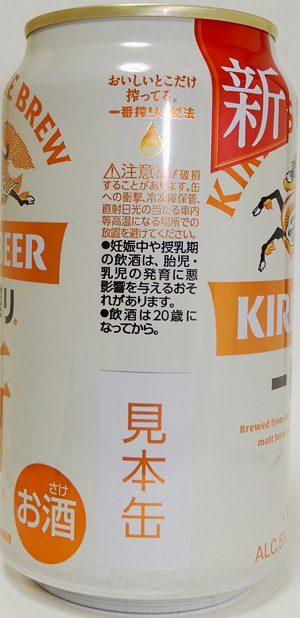 おいしいとこだけ
搾ってる。
一番搾り製法
⚠注意 缶が破損
することがあります。缶
への衝撃、冷凍庫保管、
直射日光の当たる車内
等高温になる場所での
放置を避けてください。
●妊娠中や授乳期
の飲酒は、胎児・
乳児の発育に悪
影響を与えるおそ
れがあります。
●飲酒は20歳に
なってから。
見本缶
さけ
お酒
BREW
BEER
リ
新
KIR
Brewed from
malt for a
ALC.5%